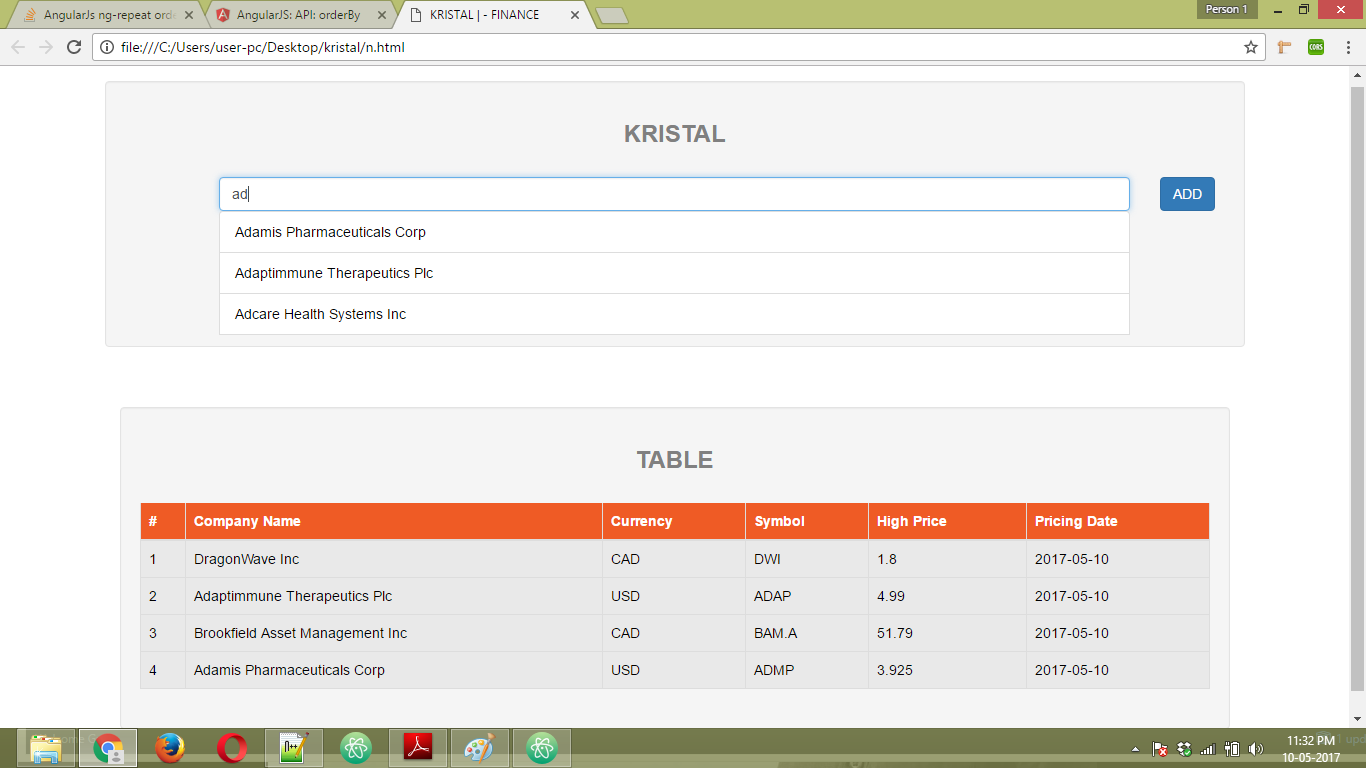 AngularJs ng-repeat orde
AngularJS: API: orderBy
KRISTAL | - FINANCE
Person 1
file:///C:/Users/user-pc/Desktop/kristal/n.html
CORS
KRISTAL
ad
ADD
Adamis Pharmaceuticals Corp
Adaptimmune Therapeutics Plc
Adcare Health Systems Inc
TABLE
# Company Name Currency Symbol High Price Pricing Date
1 DragonWave Inc CAD DWI 1.8 2017-05-10
2 Adaptimmune Therapeutics Plc USD ADAP 4.99 2017-05-10
3 Brookfield Asset Management Inc CAD BAM.A 51.79 2017-05-10
4 Adamis Pharmaceuticals Corp USD ADMP 3.925 2017-05-10
11:32 PM
10-05-2017